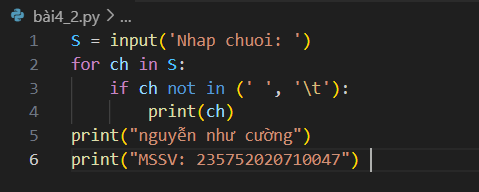 bài4_2.py > ...
1 S = input('Nhap chuoi: ')
2 for ch in S:
3     if ch not in (' ', '\t'):
4         print(ch)
5 print("nguyễn như cường")
6 print("MSSV: 235752020710047")